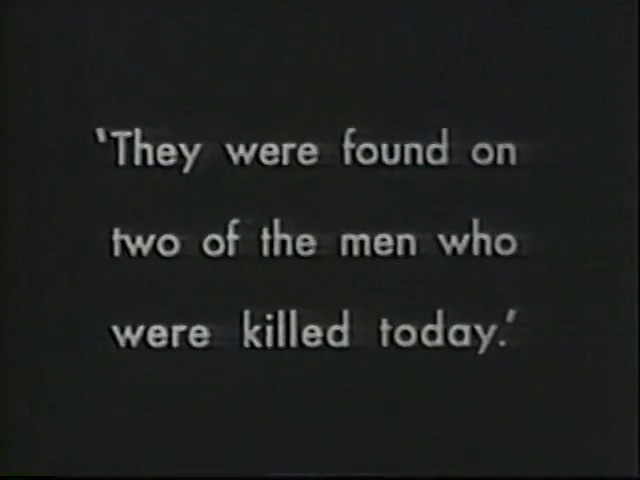 'They were found on
two of the men who
were killed today.'